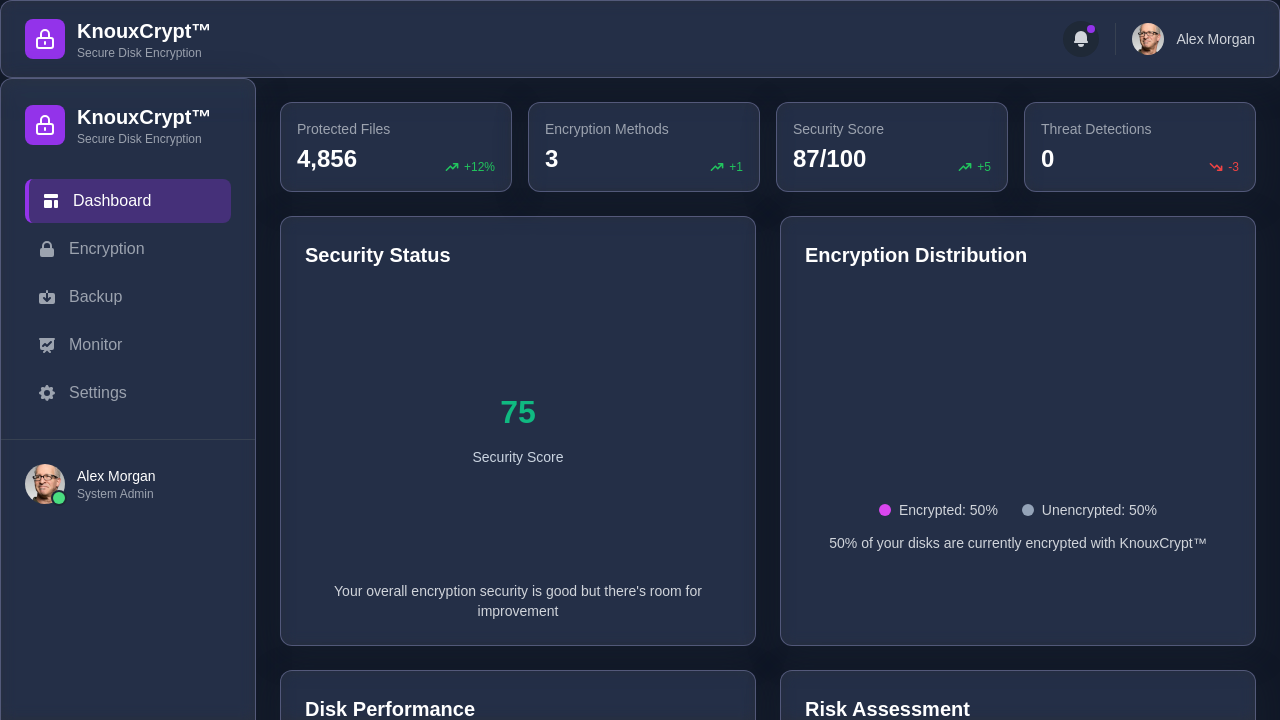 KnouxCrypt™
Secure Disk Encryption
Alex Morgan
KnouxCrypt™
Secure Disk Encryption
Dashboard
Encryption
Backup
Monitor
Settings
Alex Morgan
System Admin
Protected Files
4,856
+12%
Encryption Methods
3
+1
Security Score
87/100
+5
Threat Detections
0
-3
Security Status
75
Security Score
Your overall encryption security is good but there's room for
improvement
Encryption Distribution
Encrypted: 50%
Unencrypted: 50%
50% of your disks are currently encrypted with KnouxCrypt™
Disk Performance
Risk Assessment